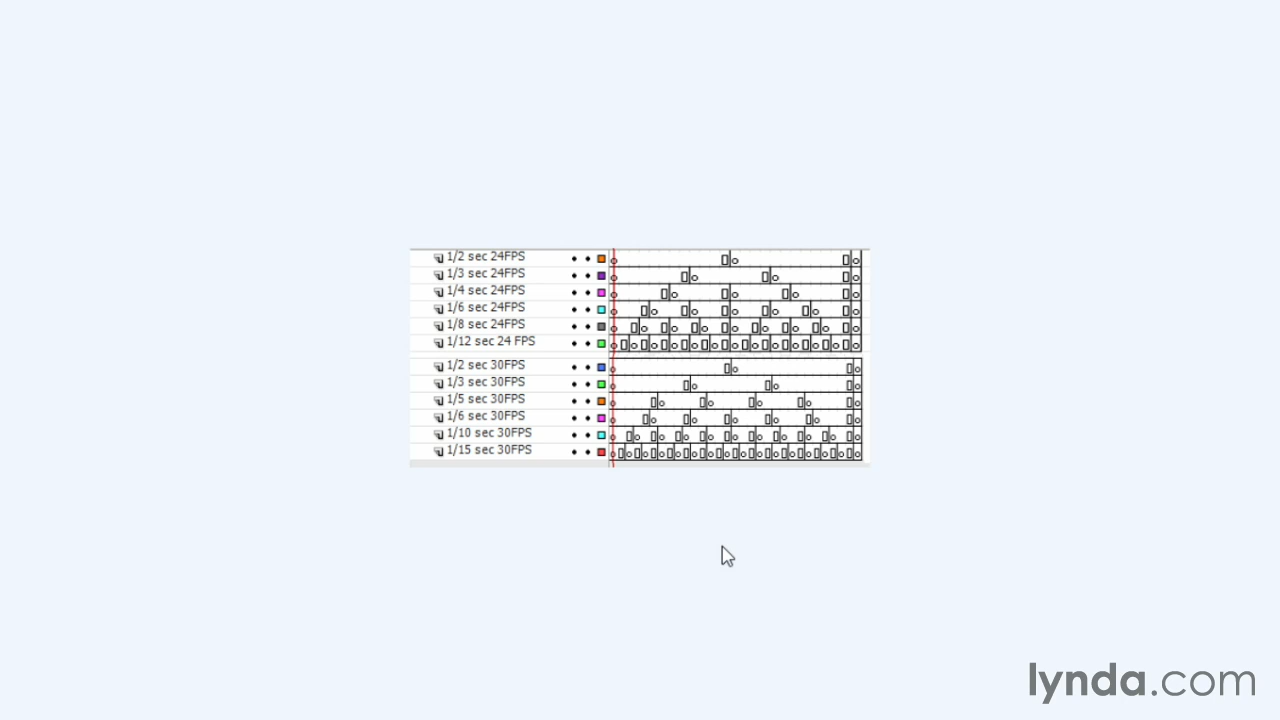 1/2 sec 24FPS
1/3 sec 24FPS
1/4 sec 24FPS
1/6 sec 24FPS
1/8 sec 24FPS
1/12 sec 24 FPS
1/2 sec 30FPS
1/3 sec 30FPS
1/5 sec 30FPS
1/6 sec 30FPS
1/10 sec 30FPS
1/15 sec 30FPS
lynda.com